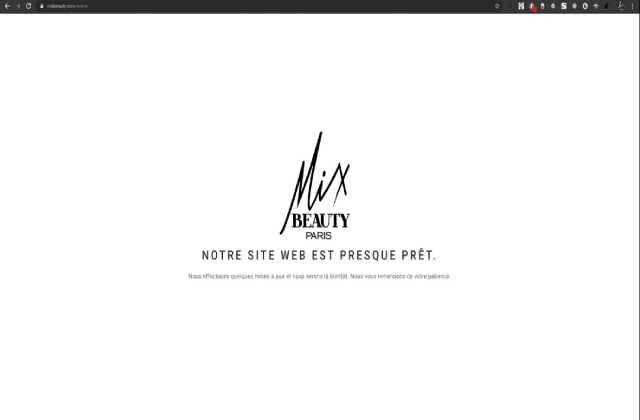 Mix
BEAUTY
PARIS
NOTRE SITE WEB EST PRESQUE PRÊT.
Nous effectuons quelques mises à jour et nous serons là bientôt. Nous vous remercions de votre patience.